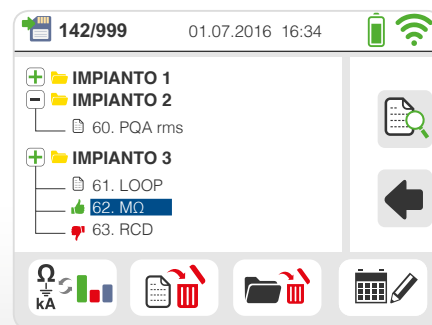 142/999 01.07.2016 16:34
IMPIANTO 1
IMPIANTO 2
60. PQA rms
IMPIANTO 3
61. LOOP
62. MΩ
63. RCD
Ω
kA